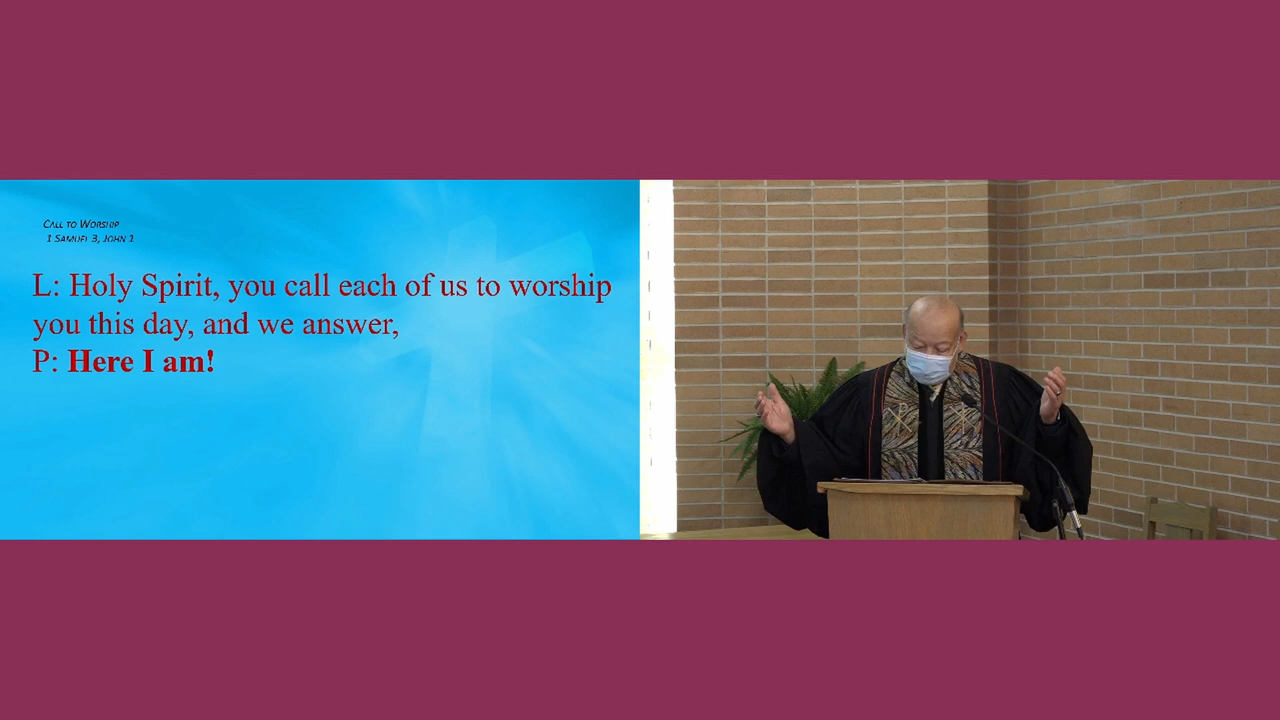 CALL TO WORSHIP
1 SAMUEL 3, JOHN 1
L: Holy Spirit, you call each of us to worship
you this day, and we answer,
P: Here I am!